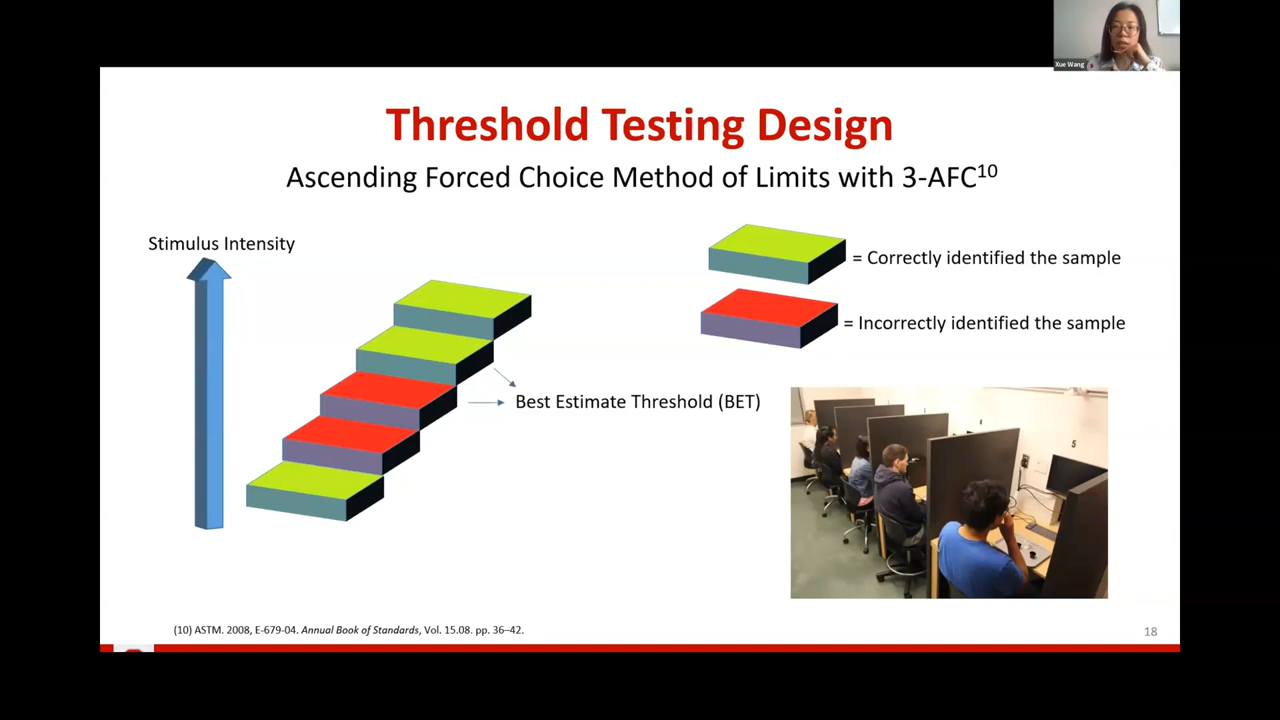 Xue Wang
Threshold Testing Design
Ascending Forced Choice Method of Limits with 3-AFC¹⁰
Stimulus Intensity
= Correctly identified the sample
= Incorrectly identified the sample
Best Estimate Threshold (BET)
5
(10) ASTM. 2008, E-679-04. Annual Book of Standards, Vol. 15.08. pp. 36–42.
18